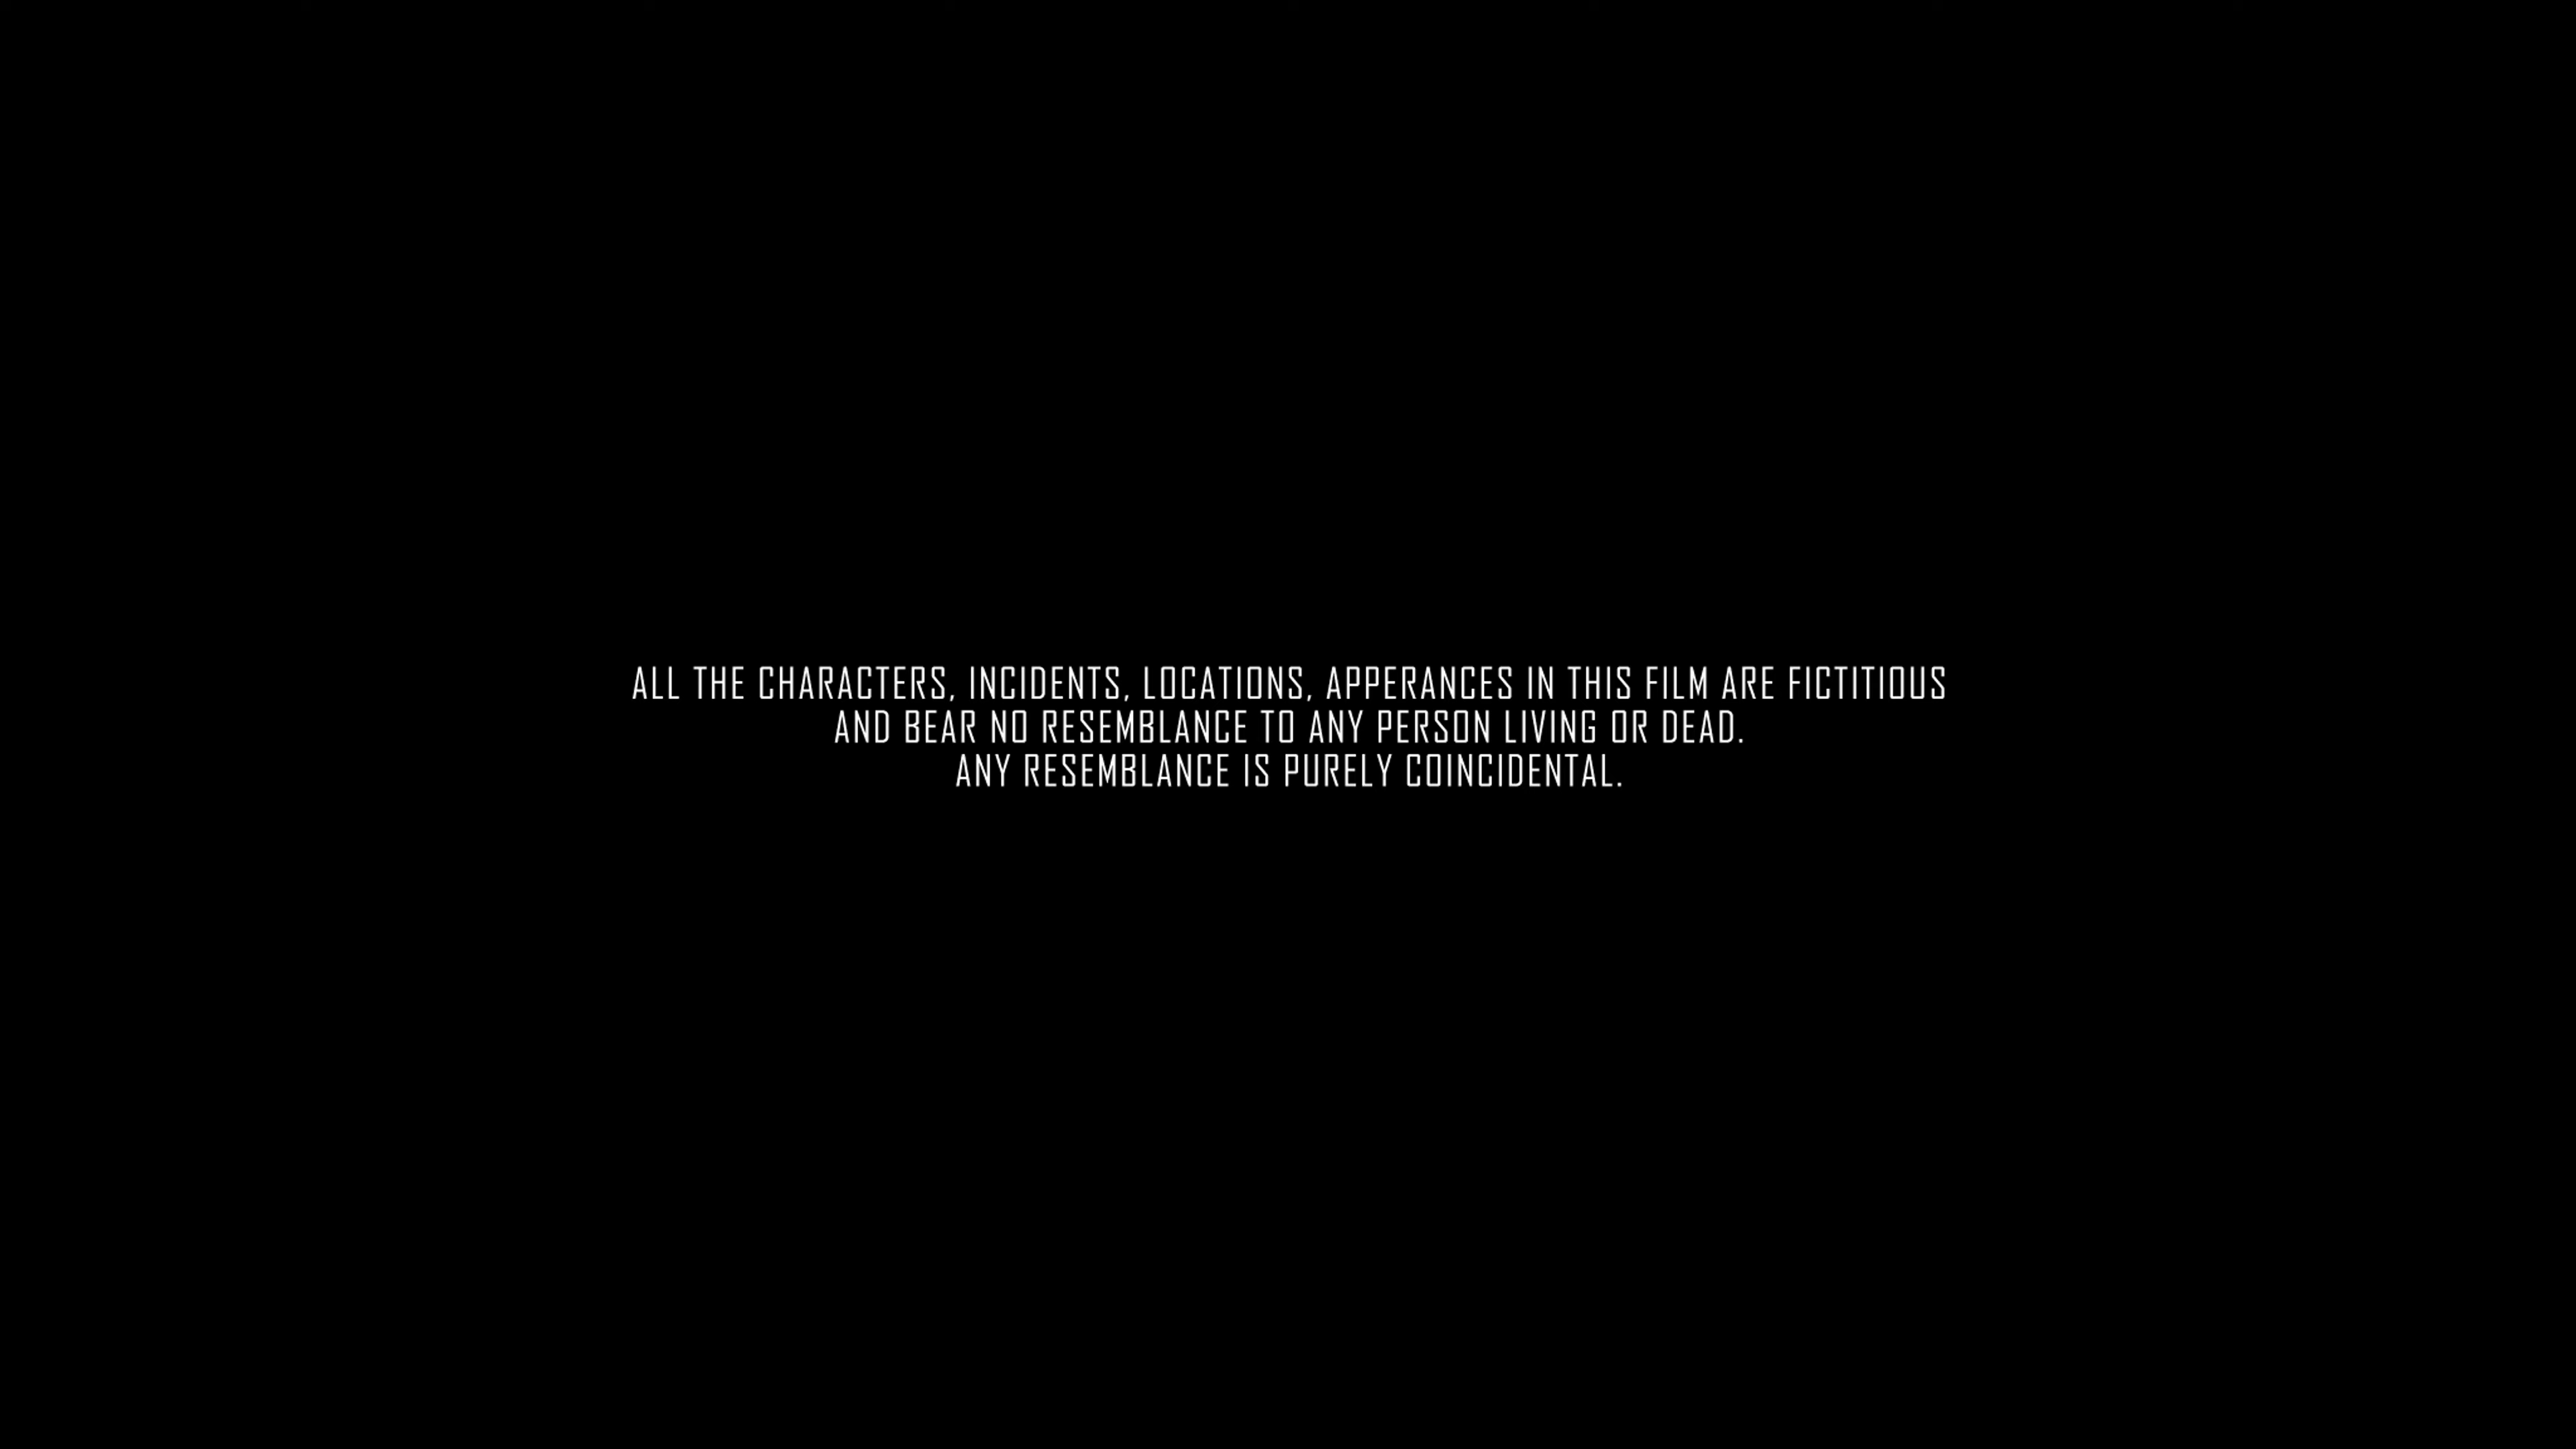 ALL THE CHARACTERS, INCIDENTS, LOCATIONS, APPERANCES IN THIS FILM ARE FICTITIOUS
AND BEAR NO RESEMBLANCE TO ANY PERSON LIVING OR DEAD.
ANY RESEMBLANCE IS PURELY COINCIDENTAL.